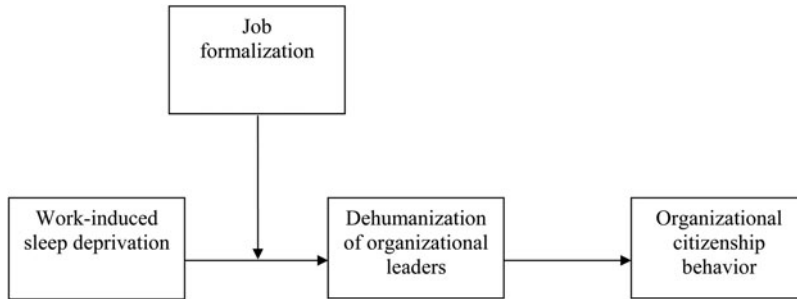 Job
formalization
Work-induced
sleep deprivation
Dehumanization
of organizational
leaders
Organizational
citizenship
behavior